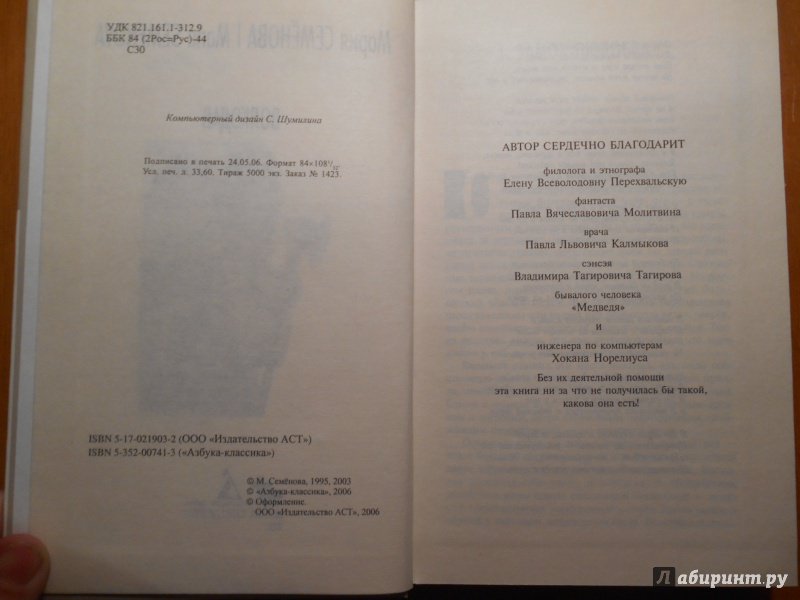 УДК 821.161.1-312.9
ББК 84 (2Рос=Рус)-44
С30
Мария СЕМЁНОВА
Компьютерный дизайн С. Шумилина
Подписано в печать 24.05.06. Формат 84×108¹/₃₂.
Усл. печ. л. 33,60. Тираж 5000 экз. Заказ № 1423.
ISBN 5-17-021903-2 (ООО «Издательство АСТ»)
ISBN 5-352-00741-3 («Азбука-классика»)
© М. Семёнова, 1995, 2003
© «Азбука-классика», 2006
© Оформление.
ООО «Издательство АСТ», 2006
АВТОР СЕРДЕЧНО БЛАГОДАРИТ
филолога и этнографа
Елену Всеволодовну Перехвальскую
фантаста
Павла Вячеславовича Молитвина
врача
Павла Львовича Калмыкова
сэнсэя
Владимира Тагировича Тагирова
бывалого человека
«Медведя»
и
инженера по компьютерам
Хокана Норелиуса
Без их деятельной помощи
эта книга ни за что не получилась бы такой,
какова она есть!
Лабиринт.ру